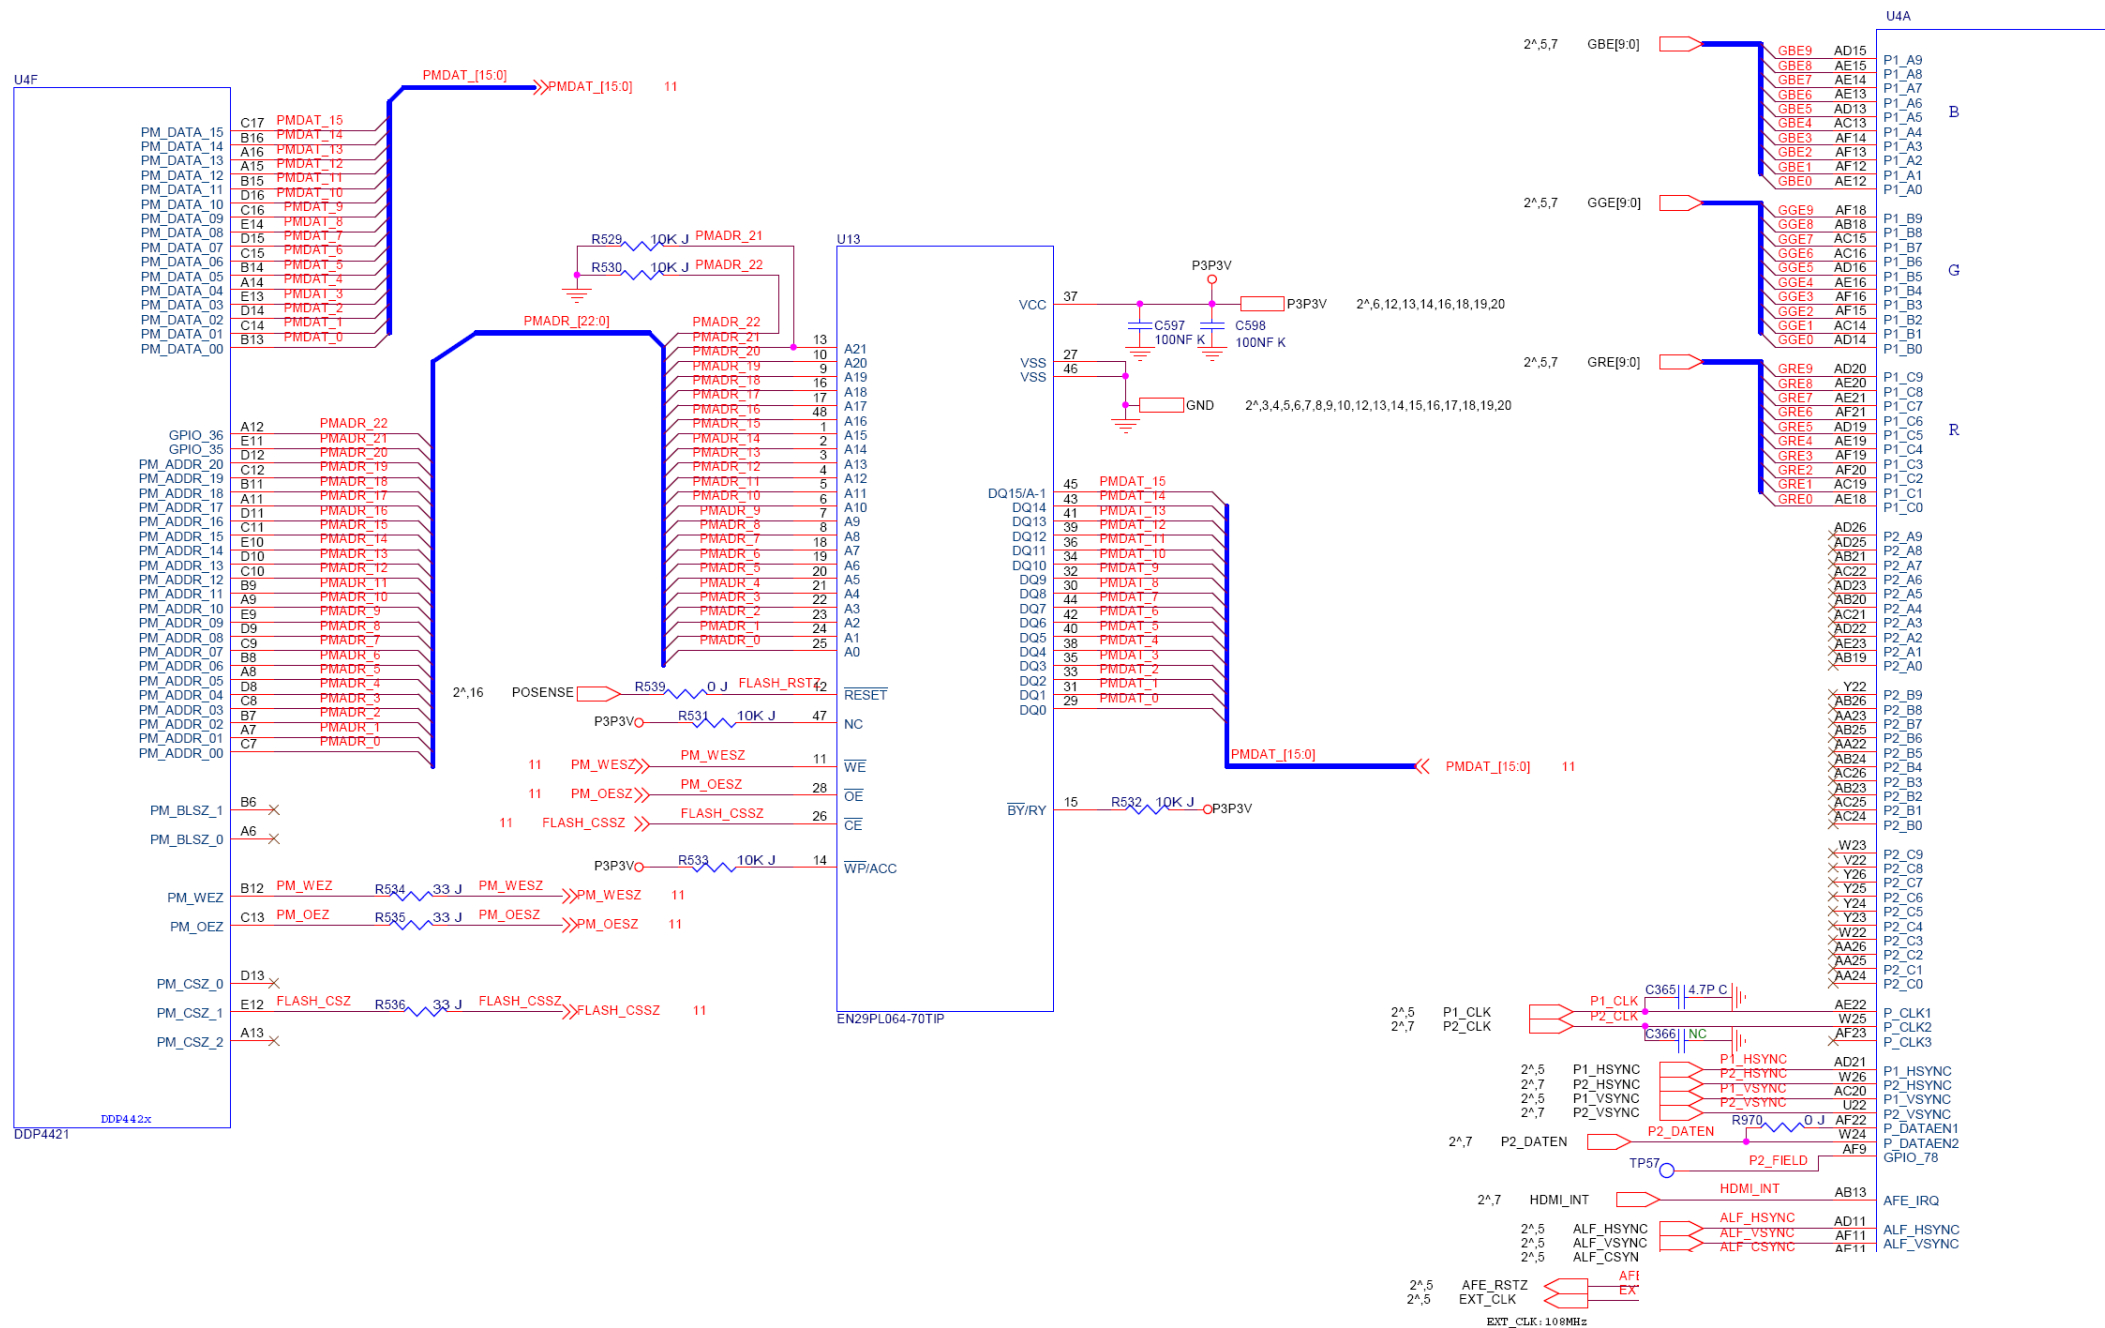 U4F
PMDAT_[15:0]
PMDAT_[15:0] 11
PM_DATA_15 C17 PMDAT_15
PM_DATA_14 B16 PMDAT_14
PM_DATA_13 A16 PMDAT_13
PM_DATA_12 A15 PMDAT_12
PM_DATA_11 B15 PMDAT_11
PM_DATA_10 D16 PMDAT_10
PM_DATA_09 C16 PMDAT_9
PM_DATA_08 E14 PMDAT_8
PM_DATA_07 D15 PMDAT_7
PM_DATA_06 C15 PMDAT_6
PM_DATA_05 B14 PMDAT_5
PM_DATA_04 A14 PMDAT_4
PM_DATA_03 E13 PMDAT_3
PM_DATA_02 D14 PMDAT_2
PM_DATA_01 C14 PMDAT_1
PM_DATA_00 B13 PMDAT_0
GPIO_36 A12 PMADR_22
GPIO_35 E11 PMADR_21
PM_ADDR_20 D12 PMADR_20
PM_ADDR_19 C12 PMADR_19
PM_ADDR_18 B11 PMADR_18
PM_ADDR_17 A11 PMADR_17
PM_ADDR_16 D11 PMADR_16
PM_ADDR_15 C11 PMADR_15
PM_ADDR_14 E10 PMADR_14
PM_ADDR_13 D10 PMADR_13
PM_ADDR_12 C10 PMADR_12
PM_ADDR_11 B9 PMADR_11
PM_ADDR_10 A9 PMADR_10
PM_ADDR_09 E9 PMADR_9
PM_ADDR_08 D9 PMADR_8
PM_ADDR_07 C9 PMADR_7
PM_ADDR_06 B8 PMADR_6
PM_ADDR_05 A8 PMADR_5
PM_ADDR_04 D8 PMADR_4
PM_ADDR_03 C8 PMADR_3
PM_ADDR_02 B7 PMADR_2
PM_ADDR_01 A7 PMADR_1
PM_ADDR_00 C7 PMADR_0
PM_BLSZ_1 B6
PM_BLSZ_0 A6
PM_WEZ B12 PM_WEZ R534 33 J PM_WESZ PM_WESZ 11
PM_OEZ C13 PM_OEZ R535 33 J PM_OESZ PM_OESZ 11
PM_CSZ_0 D13
PM_CSZ_1 E12 FLASH_CSZ R536 33 J FLASH_CSSZ FLASH_CSSZ 11
PM_CSZ_2 A13
DDP442x
DDP4421
R529 10K J PMADR_21
R530 10K J PMADR_22
PMADR_[22:0]
U13
PMADR_22
PMADR_21 13 A21
PMADR_20 10 A20
PMADR_19 9 A19
PMADR_18 16 A18
PMADR_17 17 A17
PMADR_16 48 A16
PMADR_15 1 A15
PMADR_14 2 A14
PMADR_13 3 A13
PMADR_12 4 A12
PMADR_11 5 A11
PMADR_10 6 A10
PMADR_9 7 A9
PMADR_8 8 A8
PMADR_7 18 A7
PMADR_6 19 A6
PMADR_5 20 A5
PMADR_4 21 A4
PMADR_3 22 A3
PMADR_2 23 A2
PMADR_1 24 A1
PMADR_0 25 A0
2^,16 POSENSE R539 0 J FLASH_RSTZ 12 RESET
P3P3V R531 10K J 47 NC
11 PM_WESZ PM_WESZ 11 WE
11 PM_OESZ PM_OESZ 28 OE
11 FLASH_CSSZ FLASH_CSSZ 26 CE
P3P3V R533 10K J 14 WP/ACC
EN29PL064-70TIP
P3P3V
VCC 37 P3P3V 2^,6,12,13,14,16,18,19,20
C597 100NF K
C598 100NF K
VSS 27
VSS 46
GND 2^,3,4,5,6,7,8,9,10,12,13,14,15,16,17,18,19,20
DQ15/A-1 45 PMDAT_15
DQ14 43 PMDAT_14
DQ13 41 PMDAT_13
DQ12 39 PMDAT_12
DQ11 36 PMDAT_11
DQ10 34 PMDAT_10
DQ9 32 PMDAT_9
DQ8 30 PMDAT_8
DQ7 44 PMDAT_7
DQ6 42 PMDAT_6
DQ5 40 PMDAT_5
DQ4 38 PMDAT_4
DQ3 35 PMDAT_3
DQ2 33 PMDAT_2
DQ1 31 PMDAT_1
DQ0 29 PMDAT_0
PMDAT_[15:0] PMDAT_[15:0] 11
BY/RY 15 R532 10K J P3P3V
U4A
2^,5,7 GBE[9:0]
GBE9 AD15 P1_A9
GBE8 AE15 P1_A8
GBE7 AE14 P1_A7
GBE6 AE13 P1_A6
GBE5 AD13 P1_A5
GBE4 AC13 P1_A4
GBE3 AF14 P1_A3
GBE2 AF13 P1_A2
GBE1 AF12 P1_A1
GBE0 AE12 P1_A0
B
2^,5,7 GGE[9:0]
GGE9 AF18 P1_B9
GGE8 AB18 P1_B8
GGE7 AC15 P1_B7
GGE6 AC16 P1_B6
GGE5 AD16 P1_B5
GGE4 AE16 P1_B4
GGE3 AF16 P1_B3
GGE2 AF15 P1_B2
GGE1 AC14 P1_B1
GGE0 AD14 P1_B0
G
2^,5,7 GRE[9:0]
GRE9 AD20 P1_C9
GRE8 AE20 P1_C8
GRE7 AE21 P1_C7
GRE6 AF21 P1_C6
GRE5 AD19 P1_C5
GRE4 AE19 P1_C4
GRE3 AF19 P1_C3
GRE2 AF20 P1_C2
GRE1 AC19 P1_C1
GRE0 AE18 P1_C0
R
AD26 P2_A9
AD25 P2_A8
AB21 P2_A7
AC22 P2_A6
AD23 P2_A5
AB20 P2_A4
AC21 P2_A3
AD22 P2_A2
AE23 P2_A1
AB19 P2_A0
Y22 P2_B9
AB26 P2_B8
AA23 P2_B7
AB25 P2_B6
AA22 P2_B5
AB24 P2_B4
AC26 P2_B3
AB23 P2_B2
AC25 P2_B1
AC24 P2_B0
W23 P2_C9
V22 P2_C8
Y26 P2_C7
Y25 P2_C6
Y24 P2_C5
Y23 P2_C4
W22 P2_C3
AA26 P2_C2
AA25 P2_C1
AA24 P2_C0
C365 4.7P C
2^,5 P1_CLK P1_CLK AE22 P_CLK1
2^,7 P2_CLK P2_CLK W25 P_CLK2
C366 NC AF23 P_CLK3
2^,5 P1_HSYNC P1_HSYNC AD21 P1_HSYNC
2^,7 P2_HSYNC P2_HSYNC W26 P2_HSYNC
2^,5 P1_VSYNC P1_VSYNC AC20 P1_VSYNC
2^,7 P2_VSYNC P2_VSYNC U22 P2_VSYNC
R970 0 J AF22 P_DATAEN1
2^,7 P2_DATEN P2_DATEN W24 P_DATAEN2
TP57 P2_FIELD AF9 GPIO_78
2^,7 HDMI_INT HDMI_INT AB13 AFE_IRQ
2^,5 ALF_HSYNC ALF_HSYNC AD11 ALF_HSYNC
2^,5 ALF_VSYNC ALF_VSYNC AF11 ALF_VSYNC
2^,5 ALF_CSYN ALF_CSYNC AE11
2^,5 AFE_RSTZ AFE
2^,5 EXT_CLK EX
EXT_CLK:108MHz